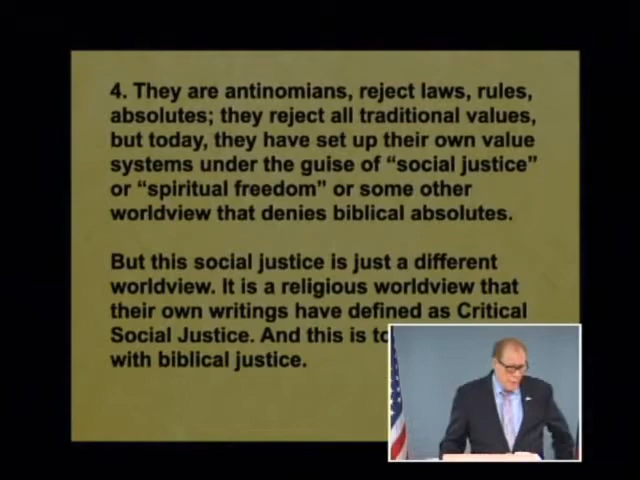 4. They are antinomians, reject laws, rules,
absolutes; they reject all traditional values,
but today, they have set up their own value
systems under the guise of “social justice”
or “spiritual freedom” or some other
worldview that denies biblical absolutes.
But this social justice is just a different
worldview. It is a religious worldview that
their own writings have defined as Critical
Social Justice. And this is
with biblical justice.